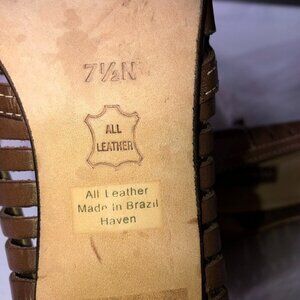 7½N
ALL
LEATHER
All Leather
Made In Brazil
Haven